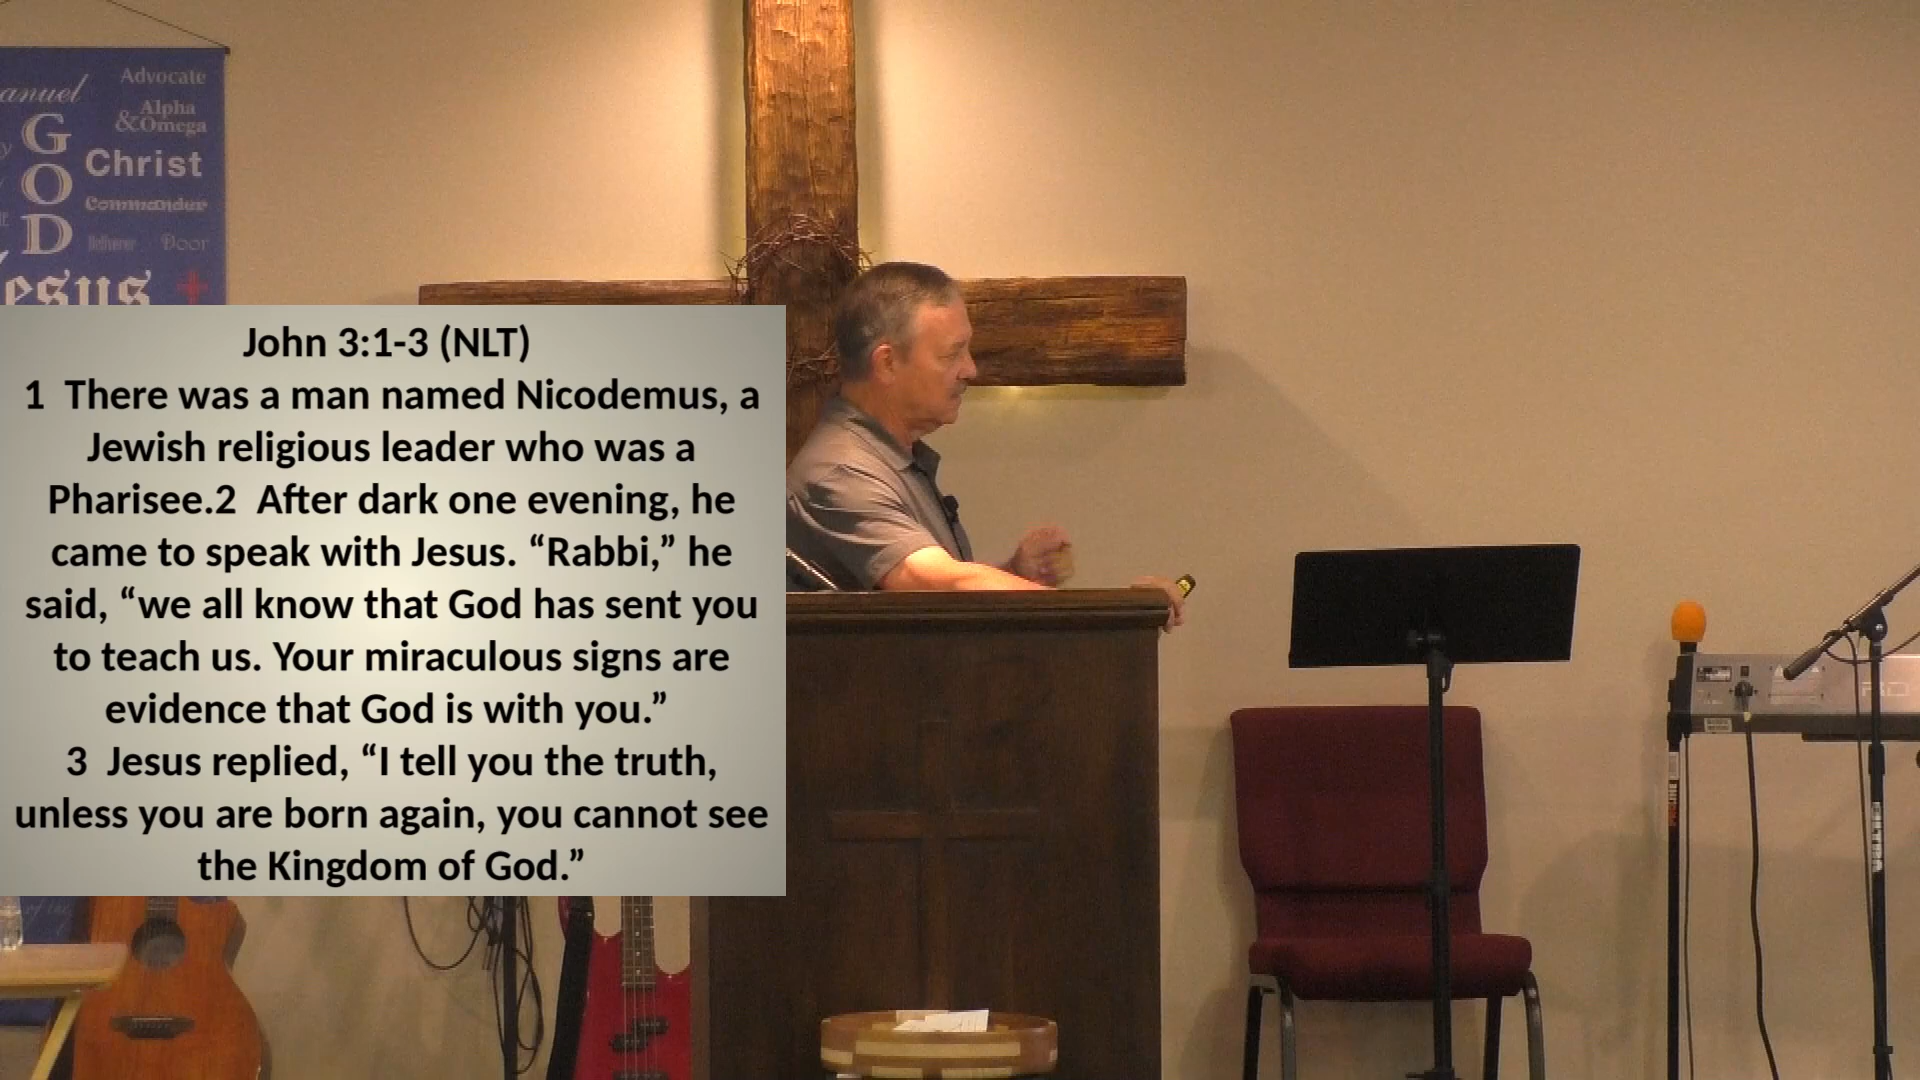 anuel
Advocate
Alpha
& Omega
GOD
Christ
Commander
Deliverer Door
esus
John 3:1-3 (NLT)
1 There was a man named Nicodemus, a
Jewish religious leader who was a
Pharisee.2 After dark one evening, he
came to speak with Jesus. “Rabbi,” he
said, “we all know that God has sent you
to teach us. Your miraculous signs are
evidence that God is with you.”
3 Jesus replied, “I tell you the truth,
unless you are born again, you cannot see
the Kingdom of God.”